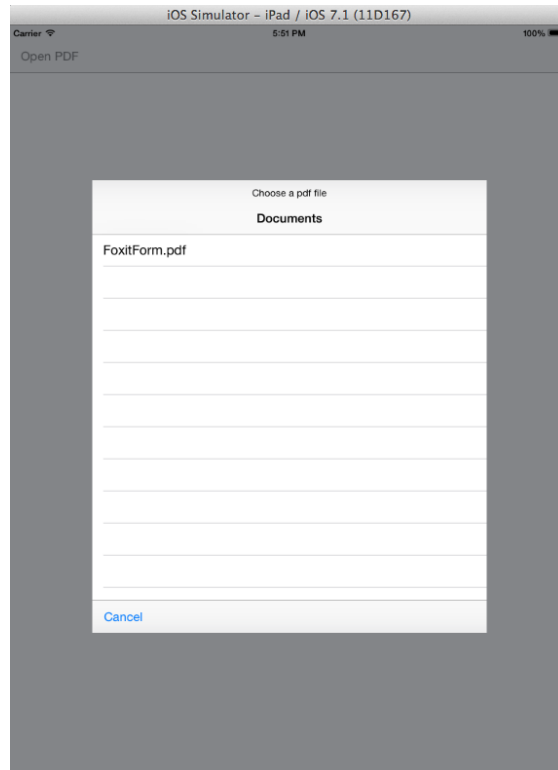 iOS Simulator – iPad / iOS 7.1 (11D167)
Carrier 5:51 PM 100%
Open PDF
Choose a pdf file
Documents
FoxitForm.pdf
Cancel